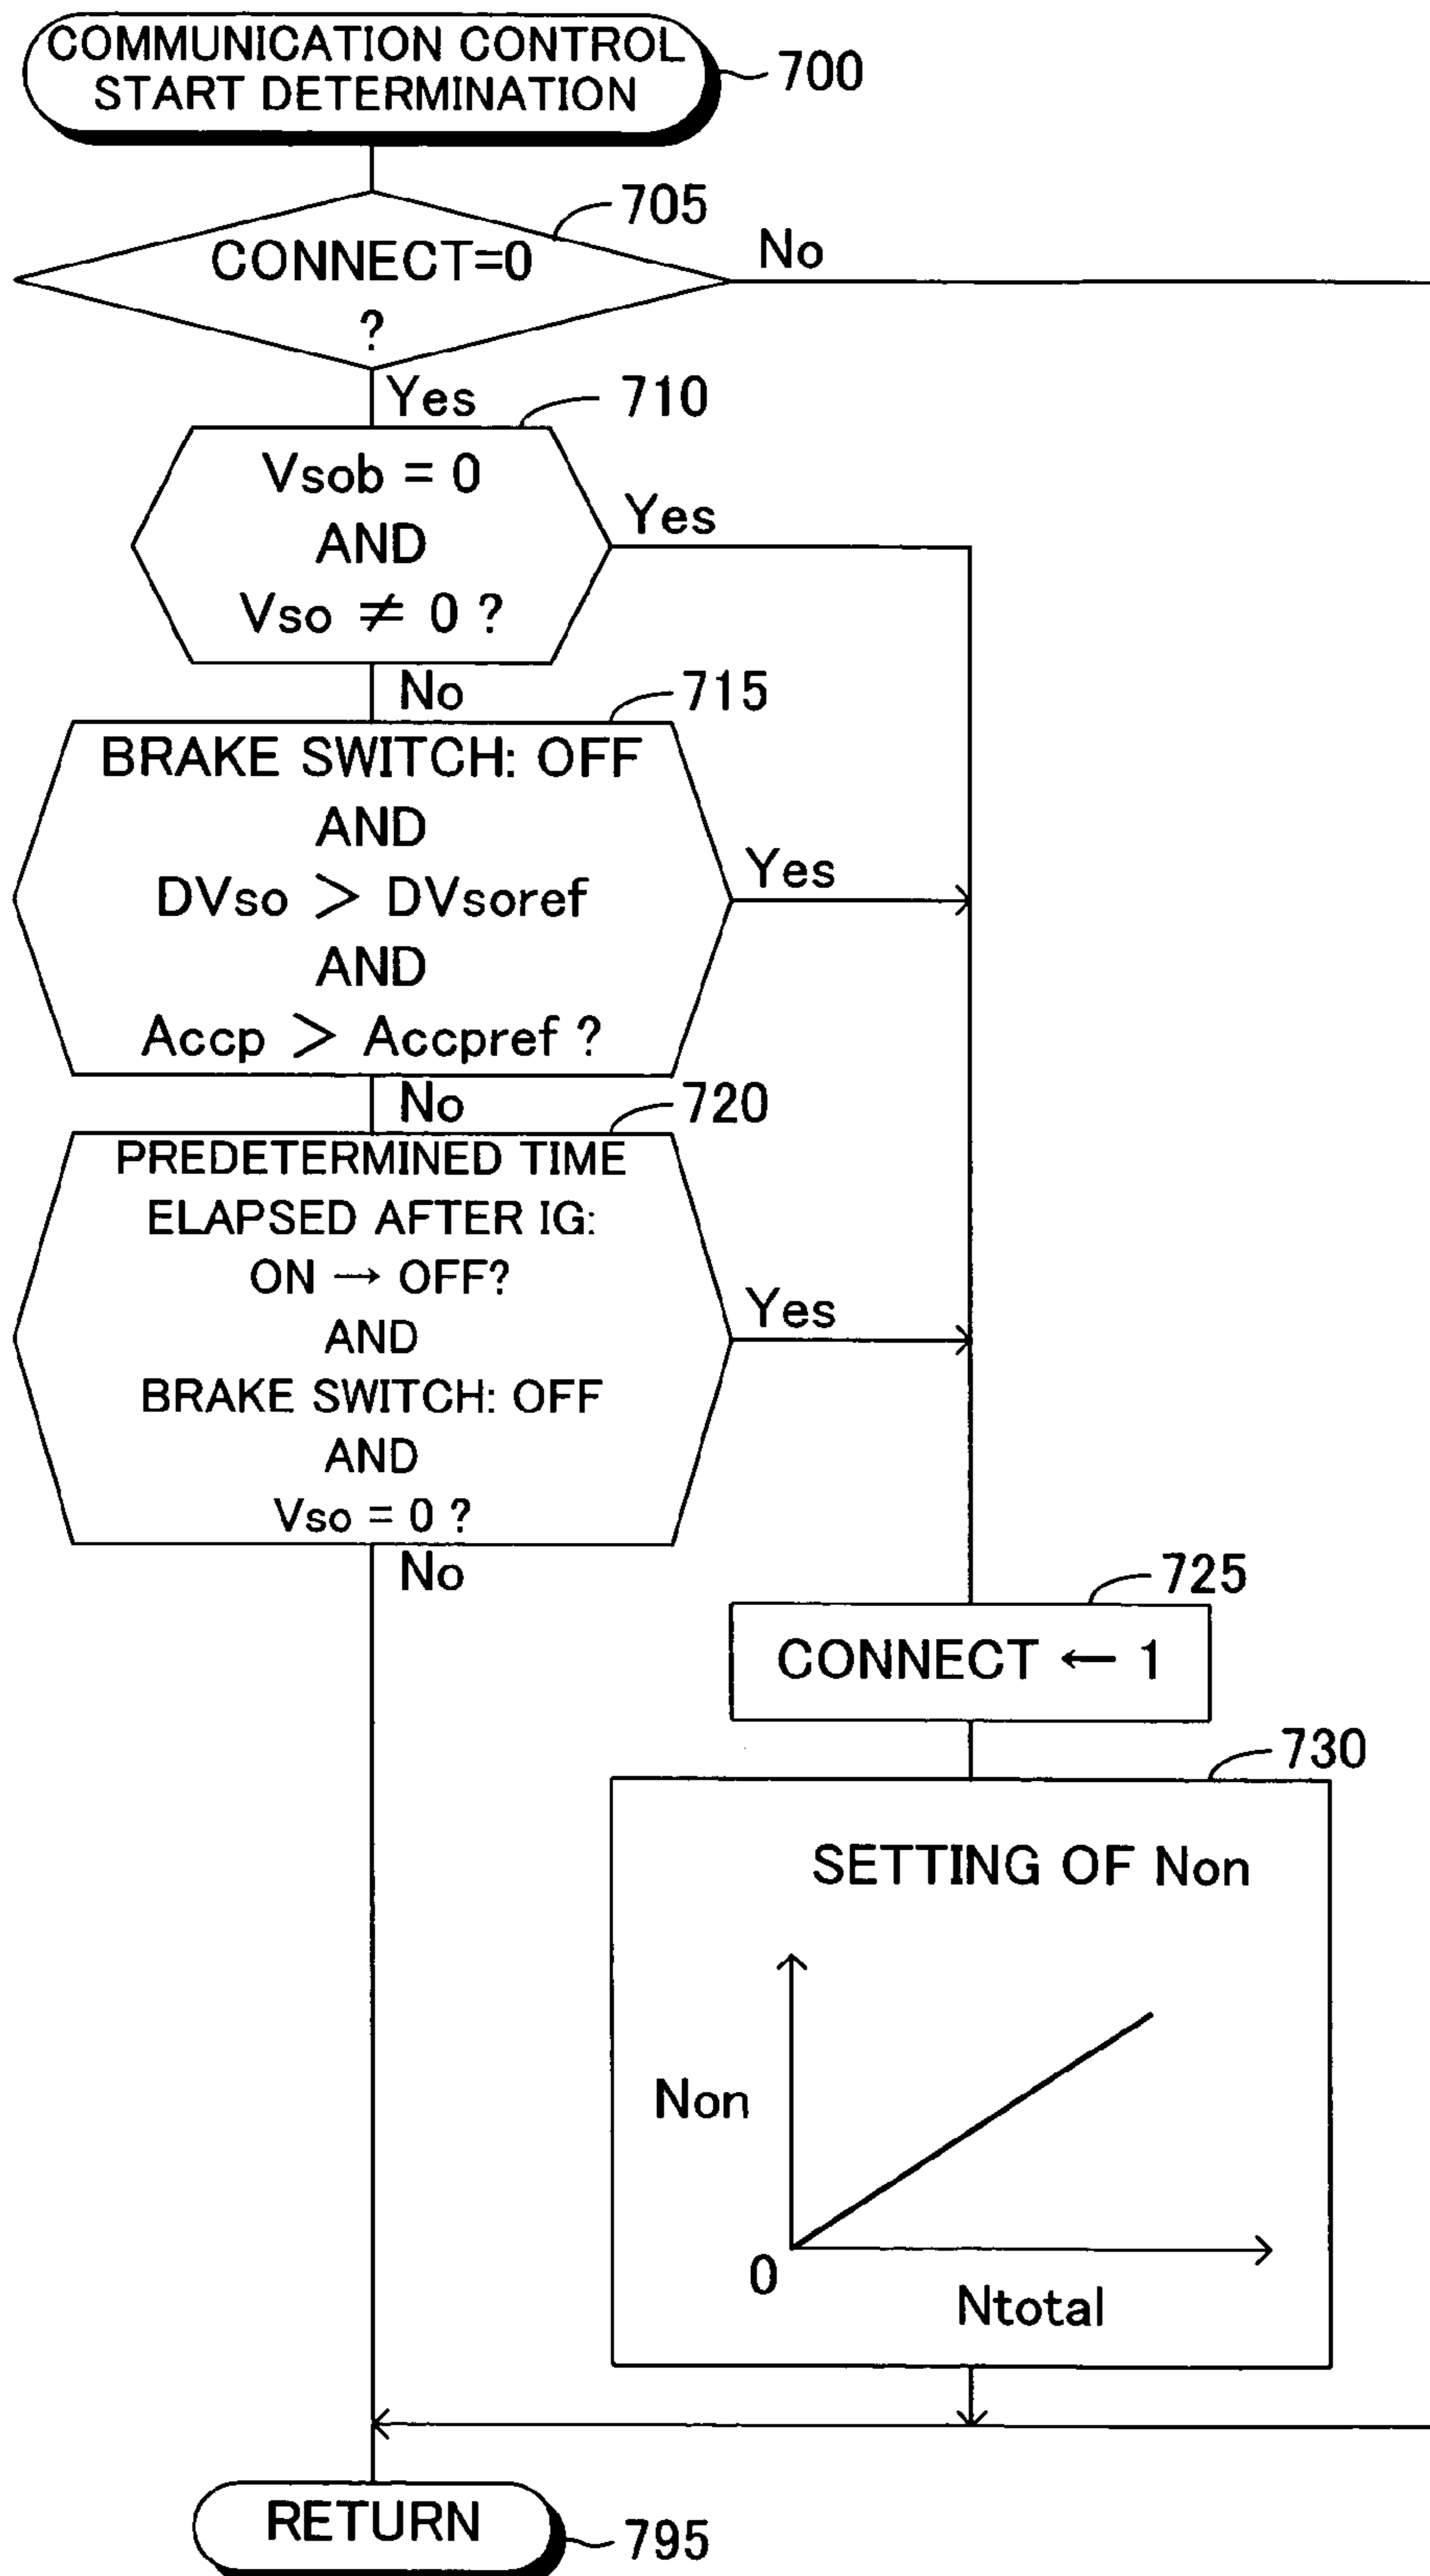 COMMUNICATION CONTROL
START DETERMINATION
700
705
CONNECT=0
?
No
Yes
710
Vsob = 0
AND
Vso ≠ 0 ?
Yes
No
715
BRAKE SWITCH: OFF
AND
DVso > DVsoref
AND
Accp > Accpref ?
Yes
No
720
PREDETERMINED TIME
ELAPSED AFTER IG:
ON → OFF?
AND
BRAKE SWITCH: OFF
AND
Vso = 0 ?
Yes
No
725
CONNECT ← 1
730
SETTING OF Non
Non
0
Ntotal
RETURN
795